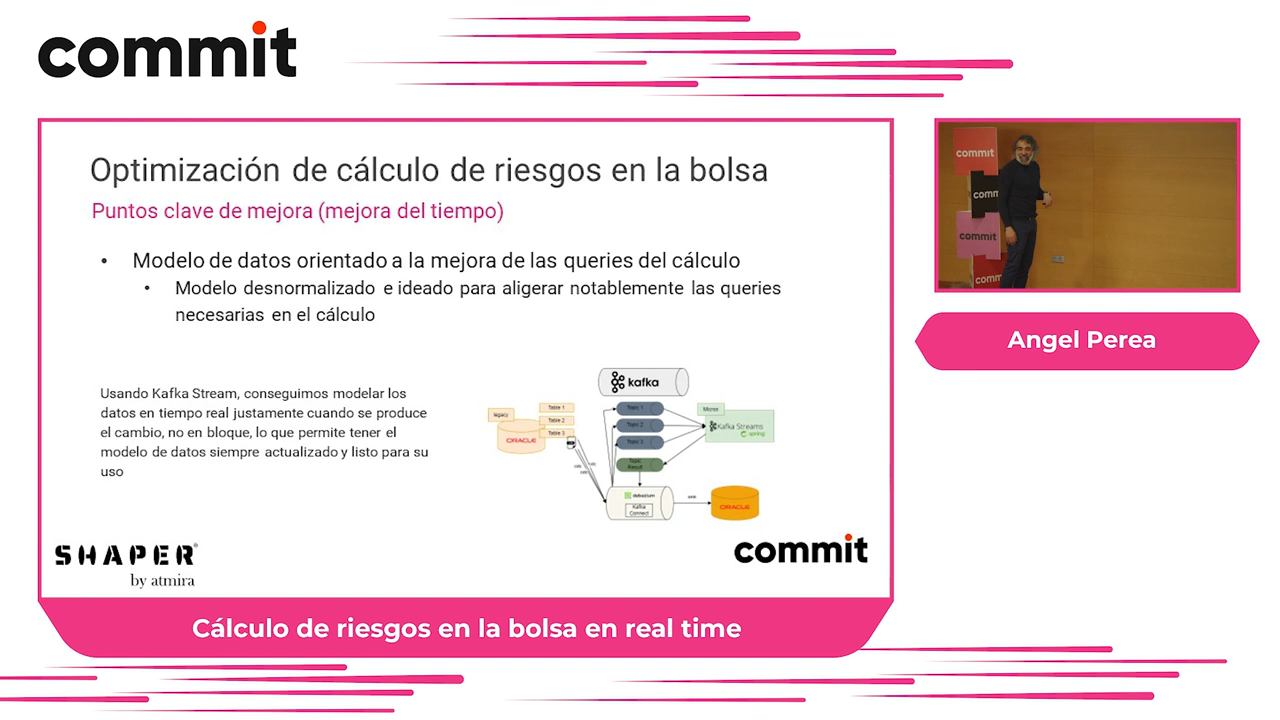 commit
Optimización de cálculo de riesgos en la bolsa
Puntos clave de mejora (mejora del tiempo)
• Modelo de datos orientado a la mejora de las queries del cálculo
• Modelo desnormalizado e ideado para aligerar notablemente las queries
necesarias en el cálculo
Usando Kafka Stream, conseguimos modelar los
datos en tiempo real justamente cuando se produce
el cambio, no en bloque, lo que permite tener el
modelo de datos siempre actualizado y listo para su
uso
kafka
legacy
Table 1
Table 2
Table 3
ORACLE
Topic 1
Topic 2
Topic 3
Topic
Result
Micros
Kafka Streams
spring
debezium
Kafka
Connect
ORACLE
SHAPER
by atmira
commit
Cálculo de riesgos en la bolsa en real time
commit
comm
commit
comm
Angel Perea